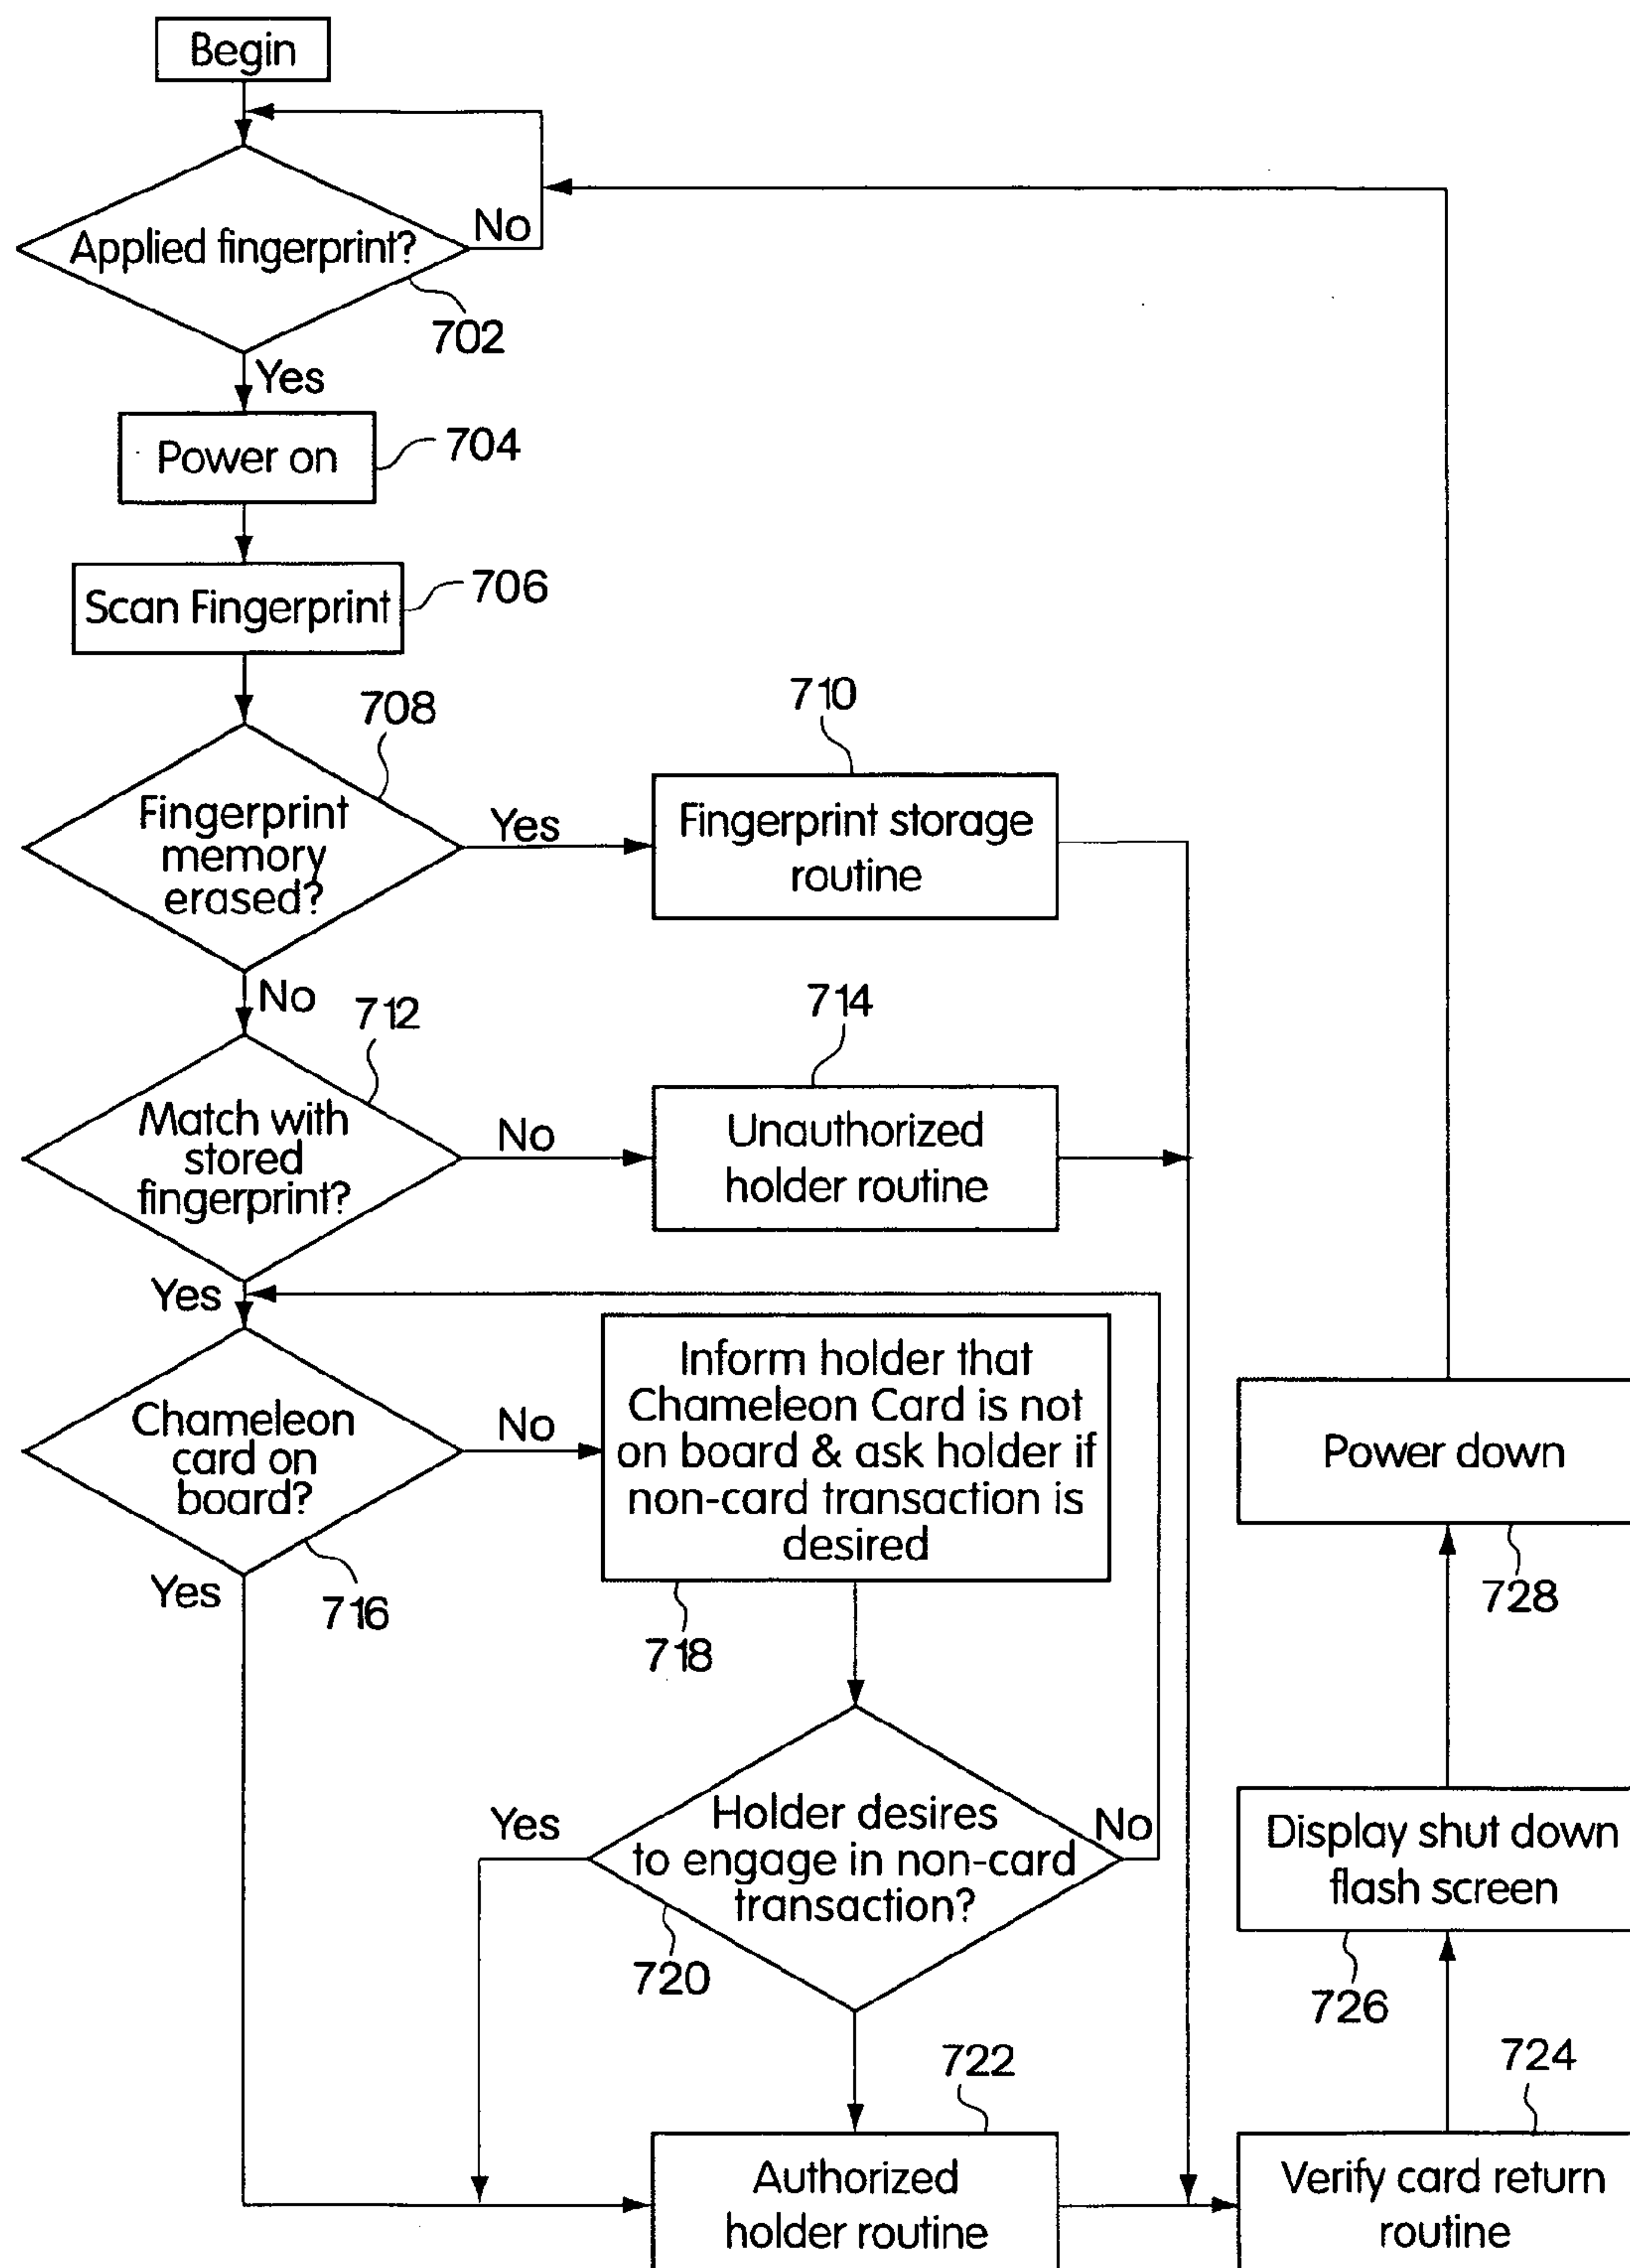 Begin
Applied fingerprint?
No
702
Yes
Power on
704
Scan Fingerprint
706
708
Fingerprint
memory
erased?
Yes
710
Fingerprint storage
routine
No
712
Match with
stored
fingerprint?
No
714
Unauthorized
holder routine
Yes
Chameleon
card on
board?
No
716
Yes
Inform holder that
Chameleon Card is not
on board & ask holder if
non-card transaction is
desired
718
Holder desires
to engage in non-card
transaction?
Yes
No
720
722
Authorized
holder routine
724
Verify card return
routine
Display shut down
flash screen
726
Power down
728